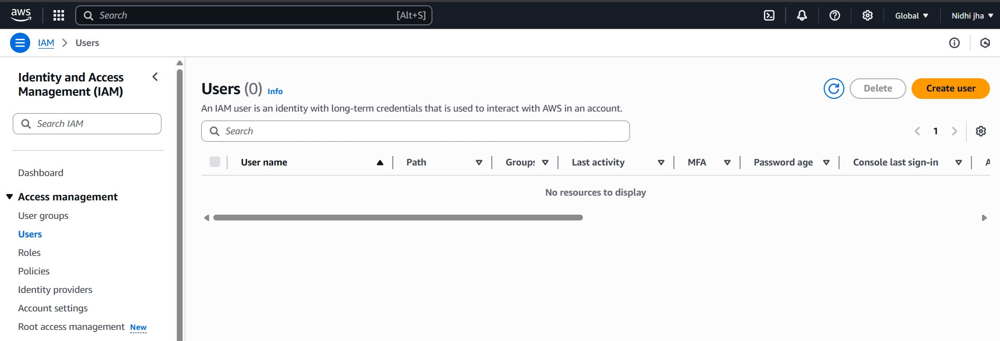 aws Search [Alt+S] Global Nidhi jha
IAM Users
Identity and Access
Management (IAM)
Search IAM
Dashboard
Access management
User groups
Users
Roles
Policies
Identity providers
Account settings
Root access management New
Users (0) Info
Delete
Create user
An IAM user is an identity with long-term credentials that is used to interact with AWS in an account.
Search
1
User name Path Groups Last activity MFA Password age Console last sign-in A
No resources to display